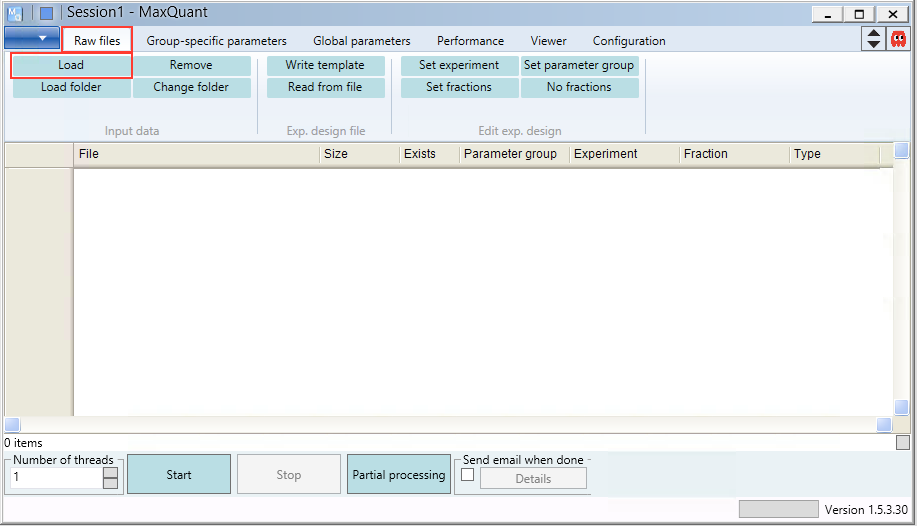 Session1 - MaxQuant
Raw files Group-specific parameters Global parameters Performance Viewer Configuration
Load Remove Write template Set experiment Set parameter group
Load folder Change folder Read from file Set fractions No fractions
Input data Exp. design file Edit exp. design
File Size Exists Parameter group Experiment Fraction Type
0 items
Number of threads Send email when done
1 Start Stop Partial processing Details
Version 1.5.3.30